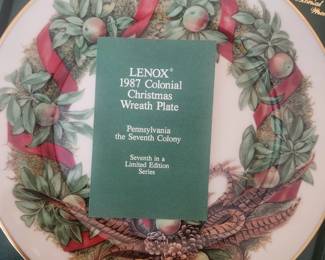 LENOX®
1987 Colonial
Christmas
Wreath Plate
Pennsylvania
the Seventh Colony
Seventh in a
Limited Edition
Series